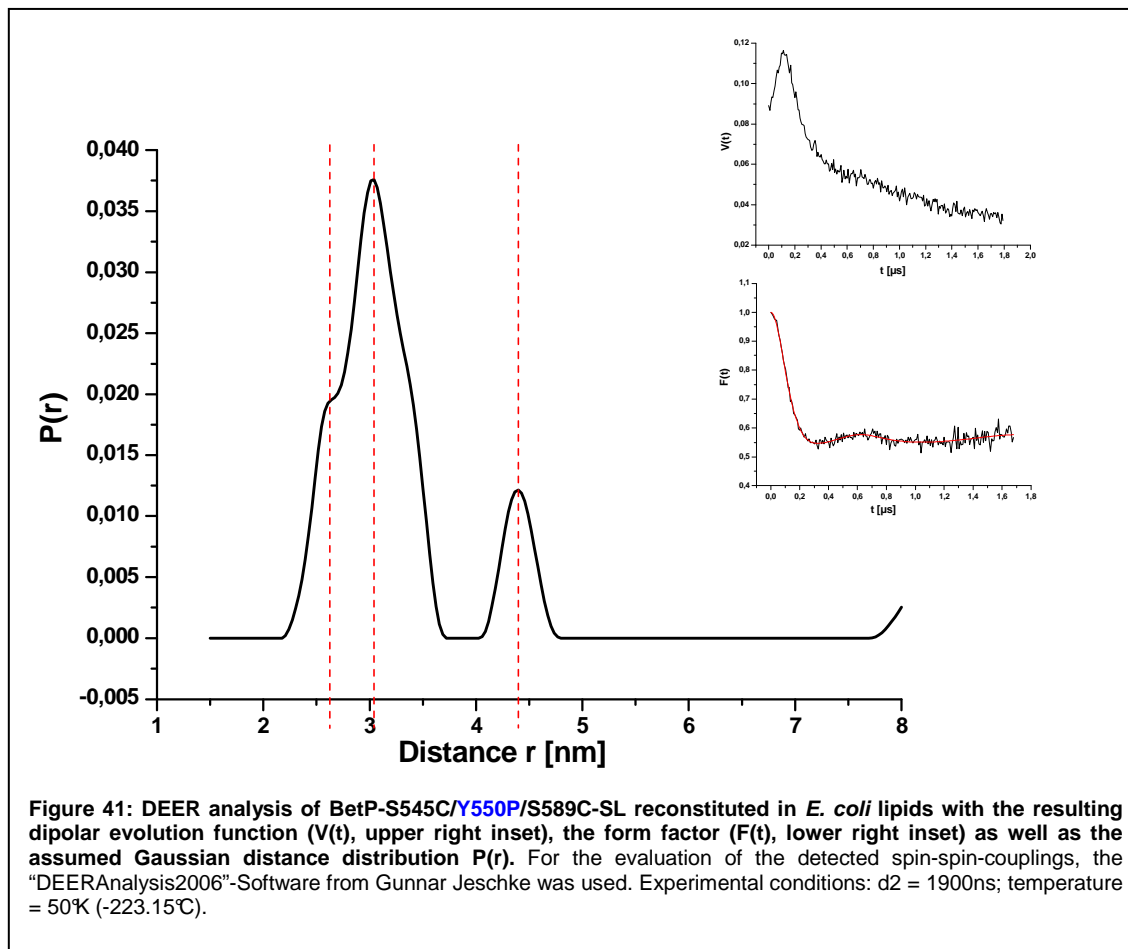 0,040
0,035
0,030
0,025
0,020
0,015
0,010
0,005
0,000
-0,005
P(r)
1 2 3 4 5 6 7 8
Distance r [nm]
0,12
0,10
0,08
0,06
0,04
0,02
V(t)
0,0 0,2 0,4 0,6 0,8 1,0 1,2 1,4 1,6 1,8 2,0
t [µs]
1,1
1,0
0,9
0,8
0,7
0,6
0,5
0,4
F(t)
0,0 0,2 0,4 0,6 0,8 1,0 1,2 1,4 1,6 1,8
t [µs]
Figure 41: DEER analysis of BetP-S545C/Y550P/S589C-SL reconstituted in E. coli lipids with the resulting
dipolar evolution function (V(t), upper right inset), the form factor (F(t), lower right inset) as well as the
assumed Gaussian distance distribution P(r). For the evaluation of the detected spin-spin-couplings, the
“DEERAnalysis2006”-Software from Gunnar Jeschke was used. Experimental conditions: d2 = 1900ns; temperature
= 50°K (-223.15°C).